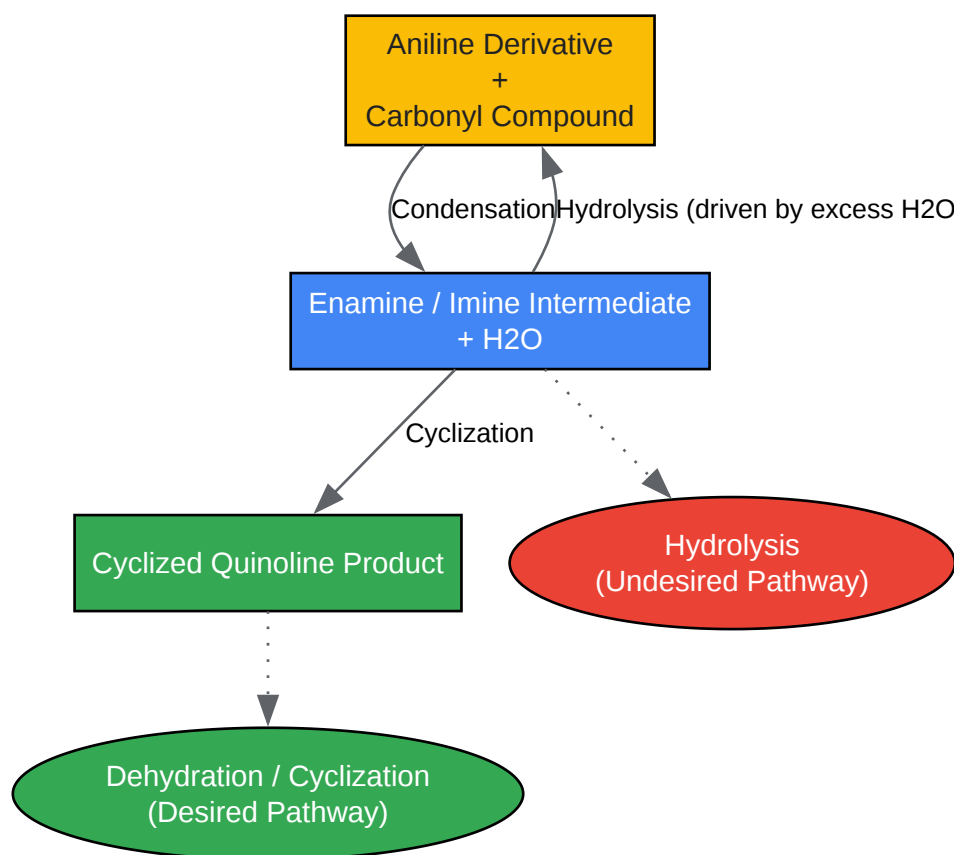 Aniline Derivative
+
Carbonyl Compound
Condensation
Hydrolysis (driven by excess H2O
Enamine / Imine Intermediate
+ H2O
Cyclization
Cyclized Quinoline Product
Hydrolysis
(Undesired Pathway)
Dehydration / Cyclization
(Desired Pathway)